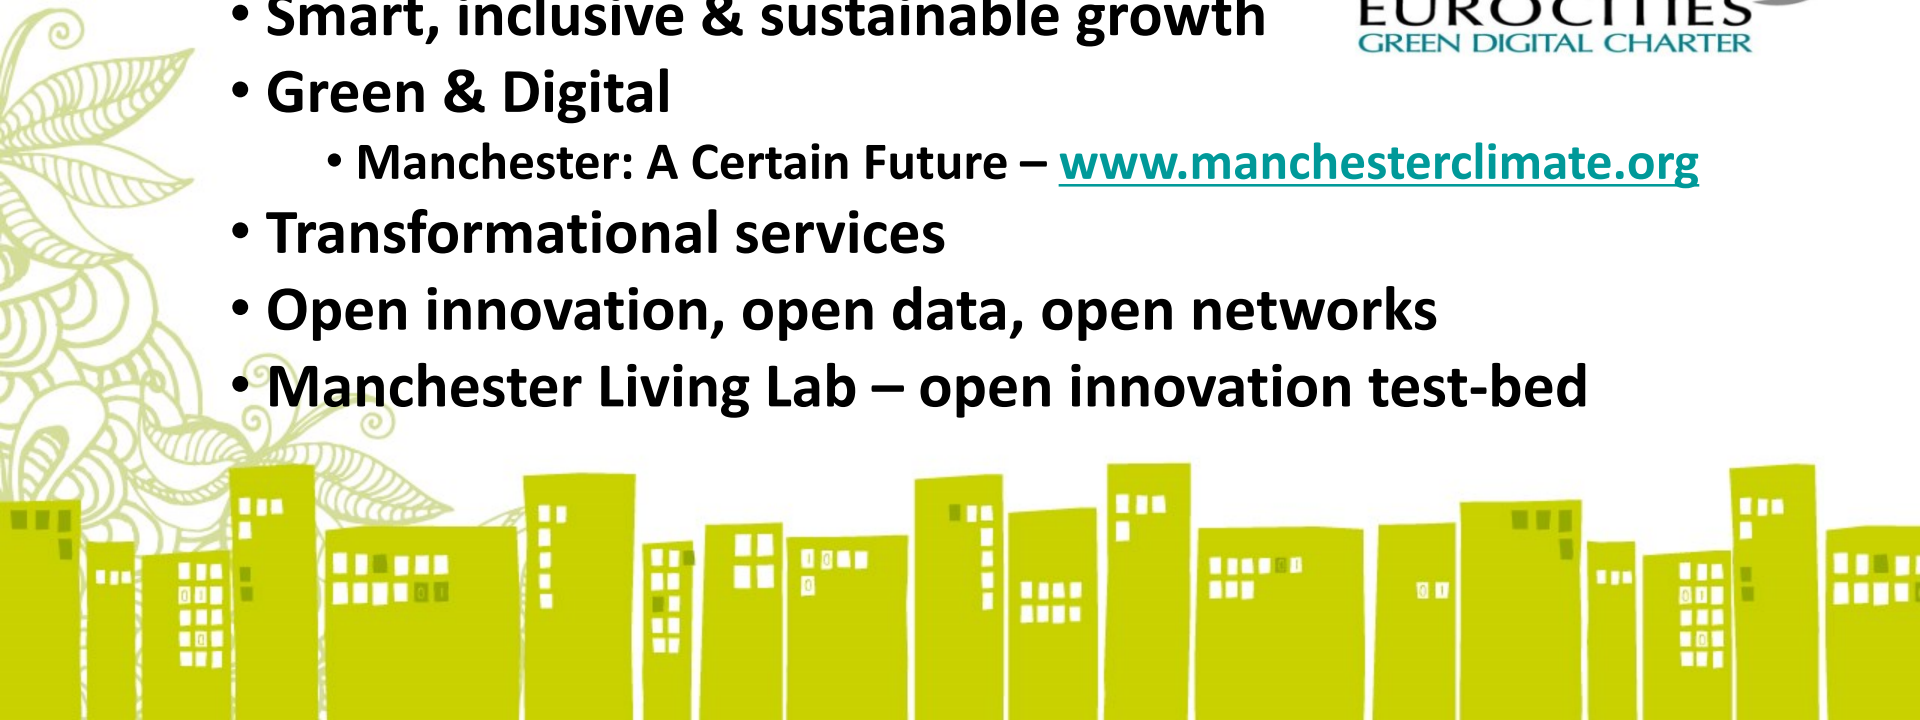 • Smart, inclusive & sustainable growth
EUROCITIES
GREEN DIGITAL CHARTER
• Green & Digital
• Manchester: A Certain Future – www.manchesterclimate.org
• Transformational services
• Open innovation, open data, open networks
• Manchester Living Lab – open innovation test-bed